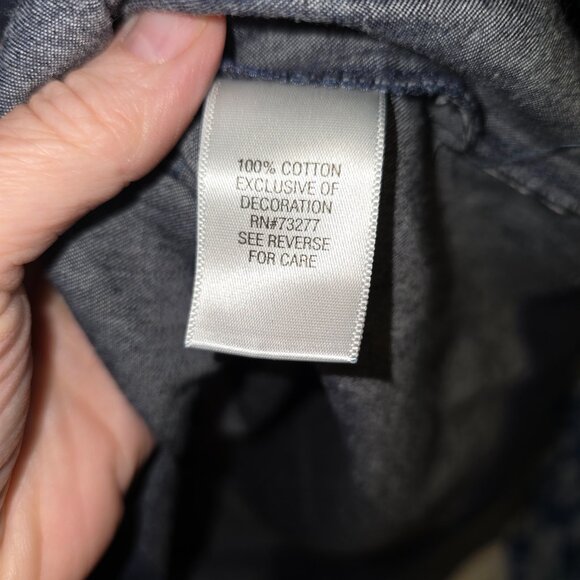 100% COTTON
EXCLUSIVE OF
DECORATION
RN#73277
SEE REVERSE
FOR CARE